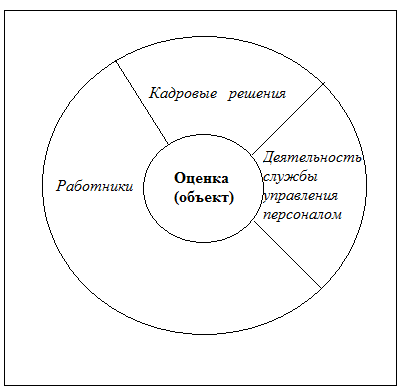 Кадровые решения
Деятельность
службы
управления
персоналом
Работники
Оценка
(объект)